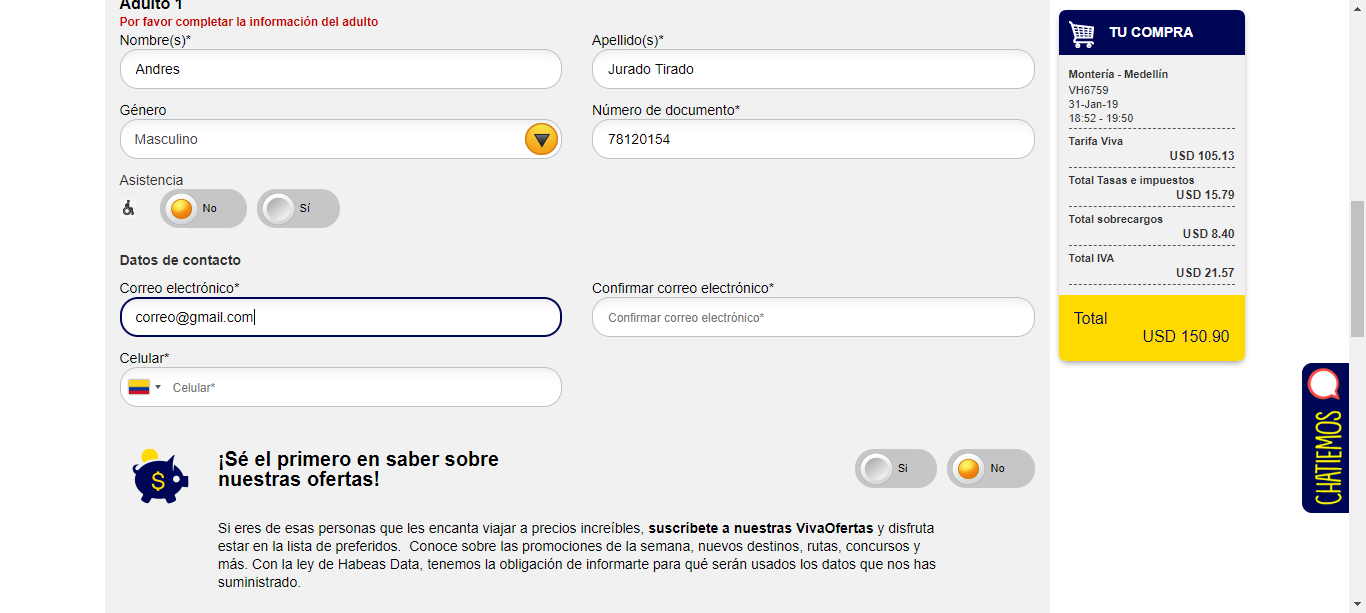 Adulto 1
Por favor completar la información del adulto
Nombre(s)*
Apellido(s)*
Andres
Jurado Tirado
Género
Número de documento*
Masculino
78120154
Asistencia
No
Sí
Datos de contacto
Correo electrónico*
Confirmar correo electrónico*
correo@gmail.com
Confirmar correo electrónico*
Celular*
Celular*
$
¡Sé el primero en saber sobre
nuestras ofertas!
Si
No
Si eres de esas personas que les encanta viajar a precios increíbles, suscríbete a nuestras VivaOfertas y disfruta
estar en la lista de preferidos.  Conoce sobre las promociones de la semana, nuevos destinos, rutas, concursos y
más. Con la ley de Habeas Data, tenemos la obligación de informarte para qué serán usados los datos que nos has
suministrado.
TU COMPRA
Montería - Medellín
VH6759
31-Jan-19
18:52 - 19:50
Tarifa Viva
USD 105.13
Total Tasas e impuestos
USD 15.79
Total sobrecargos
USD 8.40
Total IVA
USD 21.57
Total
USD 150.90
CHATIEMOS